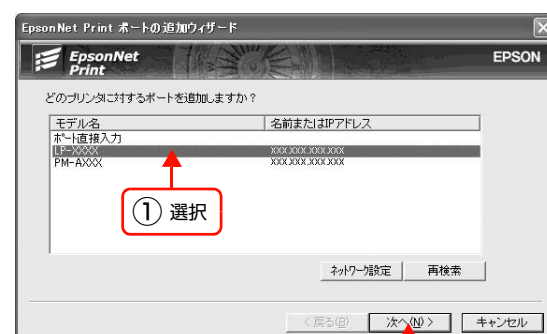 EpsonNet Print ポートの追加ウィザード
EpsonNet
Print
EPSON
どのプリンタに対するポートを追加しますか？
モデル名 名前またはIPアドレス
ポート直接入力
LP-XXXX XXX.XXX.XXX.XXX
PM-AXXX XXX.XXX.XXX.XXX
① 選択
ネットワーク設定 再検索
< 戻る(B) 次へ(N) > キャンセル